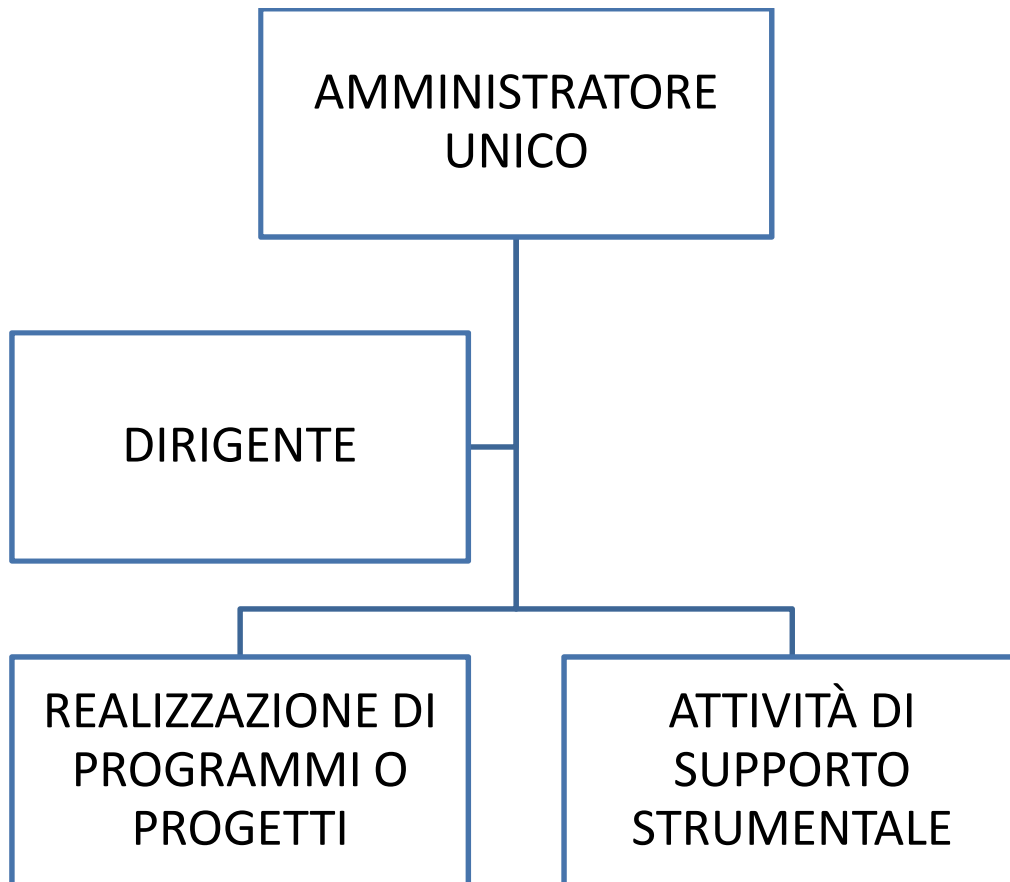 AMMINISTRATORE
UNICO
DIRIGENTE
REALIZZAZIONE DI
PROGRAMMI O
PROGETTI
ATTIVITÀ DI
SUPPORTO
STRUMENTALE